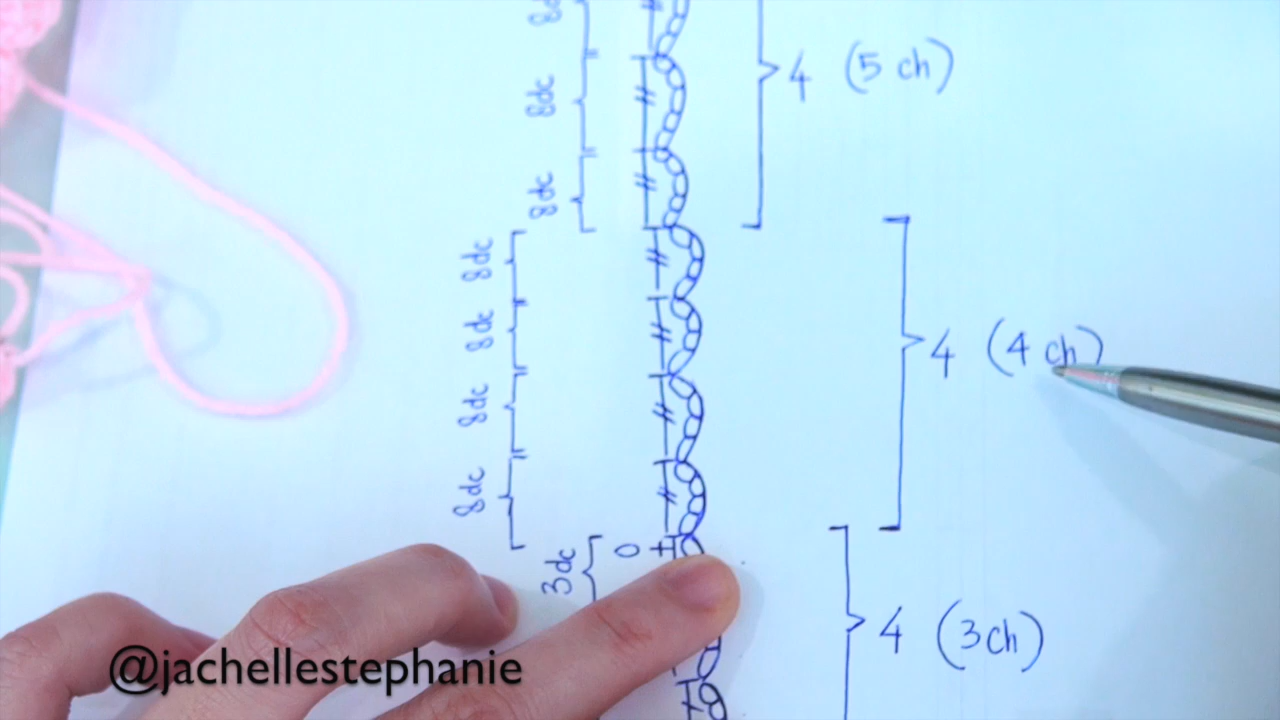 8dc
4 (5 ch)
8dc
8dc
8dc
8dc
4 (4 ch)
8dc
8dc
3dc
0
4 (3ch)
@jachellestephanie